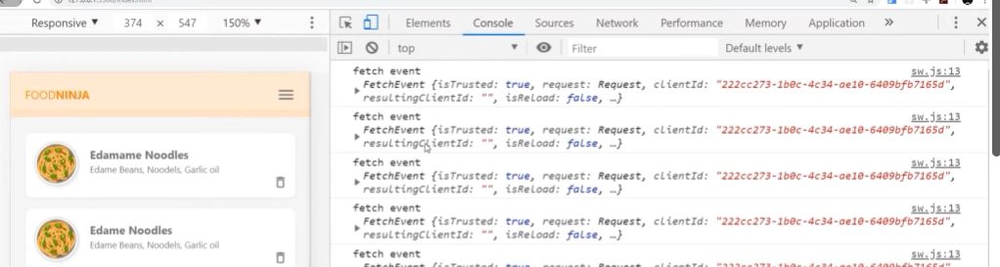 Responsive ▼ 374 × 547 150% ▼
Elements Console Sources Network Performance Memory Application »
top ▼ Filter Default levels ▼
FOODNINJA
Edamame Noodles
Edame Beans, Noodels, Garlic oil
Edame Noodles
Edame Beans, Noodels, Garlic oil
fetch event sw.js:13
FetchEvent {isTrusted: true, request: Request, clientId: "222cc273-1b0c-4c34-ae10-6409bfb7165d",
resultingClientId: "", isReload: false, …}
fetch event sw.js:13
FetchEvent {isTrusted: true, request: Request, clientId: "222cc273-1b0c-4c34-ae10-6409bfb7165d",
resultingClientId: "", isReload: false, …}
fetch event sw.js:13
FetchEvent {isTrusted: true, request: Request, clientId: "222cc273-1b0c-4c34-ae10-6409bfb7165d",
resultingClientId: "", isReload: false, …}
fetch event sw.js:13
FetchEvent {isTrusted: true, request: Request, clientId: "222cc273-1b0c-4c34-ae10-6409bfb7165d",
resultingClientId: "", isReload: false, …}
fetch event sw.js:13